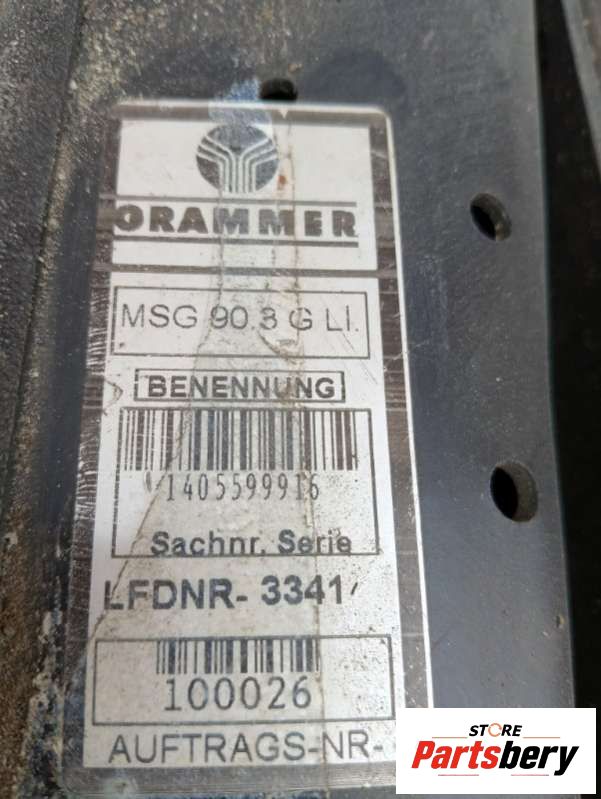 GRAMMER
MSG 90.3 G LI.
BENENNUNG
1405599916
Sachnr. Serie
LFDNR- 3341
100026
AUFTRAGS-NR-
STORE
Partsbery